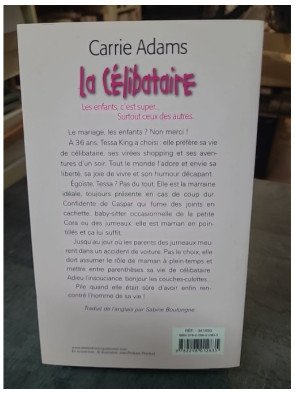 Carrie Adams
La Célibataire
Les enfants, c'est super...
Surtout ceux des autres.
Le mariage, les enfants ? Non merci !
À 36 ans, Tessa King a choisi : elle préfère sa vie
de célibataire, ses virées shopping et ses aven-
tures d'un soir. Tout le monde l'adore et envie sa
liberté, sa joie de vivre et son humour décapant.
Égoïste, Tessa ? Pas du tout. Elle est la marraine
idéale, toujours présente en cas de coup dur.
Confidente de Caspar qui fume des joints en
cachette, baby-sitter occasionnelle de la petite
Cora ou des jumeaux, elle est maman en poin-
tillés et ça lui suffit.
Jusqu'au jour où les parents des jumeaux meu-
rent dans un accident de voiture. Pas le choix, elle
doit assumer le rôle de maman à plein-temps et
mettre entre parenthèses sa vie de célibataire.
Adieu l'insouciance, bonjour les couches-culottes...
Pile quand elle était sûre d'avoir enfin ren-
contré l'homme de sa vie !
Traduit de l'anglais par Sabine Boulongne